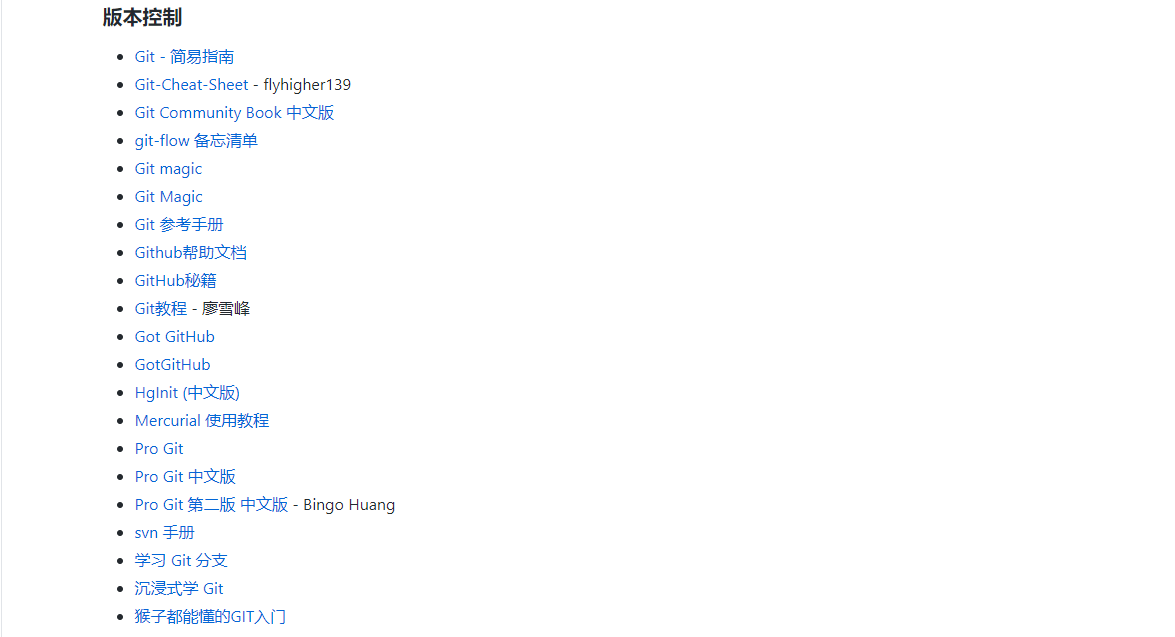 版本控制
Git - 简易指南
Git-Cheat-Sheet - flyhigher139
Git Community Book 中文版
git-flow 备忘清单
Git magic
Git Magic
Git 参考手册
Github帮助文档
GitHub秘籍
Git教程 - 廖雪峰
Got GitHub
GotGitHub
HgInit (中文版)
Mercurial 使用教程
Pro Git
Pro Git 中文版
Pro Git 第二版 中文版 - Bingo Huang
svn 手册
学习 Git 分支
沉浸式学 Git
猴子都能懂的GIT入门